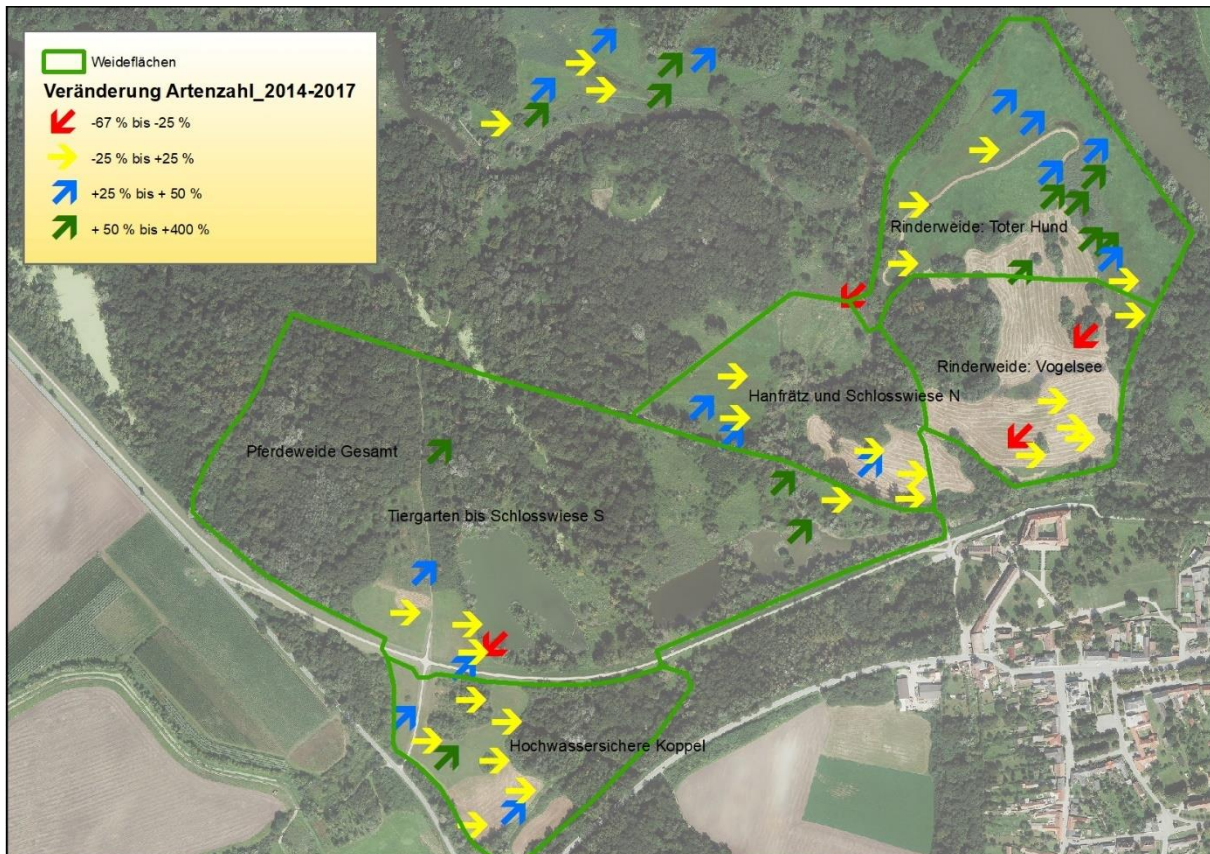 Weideflächen
Veränderung Artenzahl_2014-2017
-67 % bis -25 %
-25 % bis +25 %
+25 % bis + 50 %
+ 50 % bis +400 %
Rinderweide: Toter Hund
Rinderweide: Vogelsee
Hanfrätz und Schlosswiese N
Pferdeweide Gesamt
Tiergarten bis Schlosswiese S
Hochwassersichere Koppel